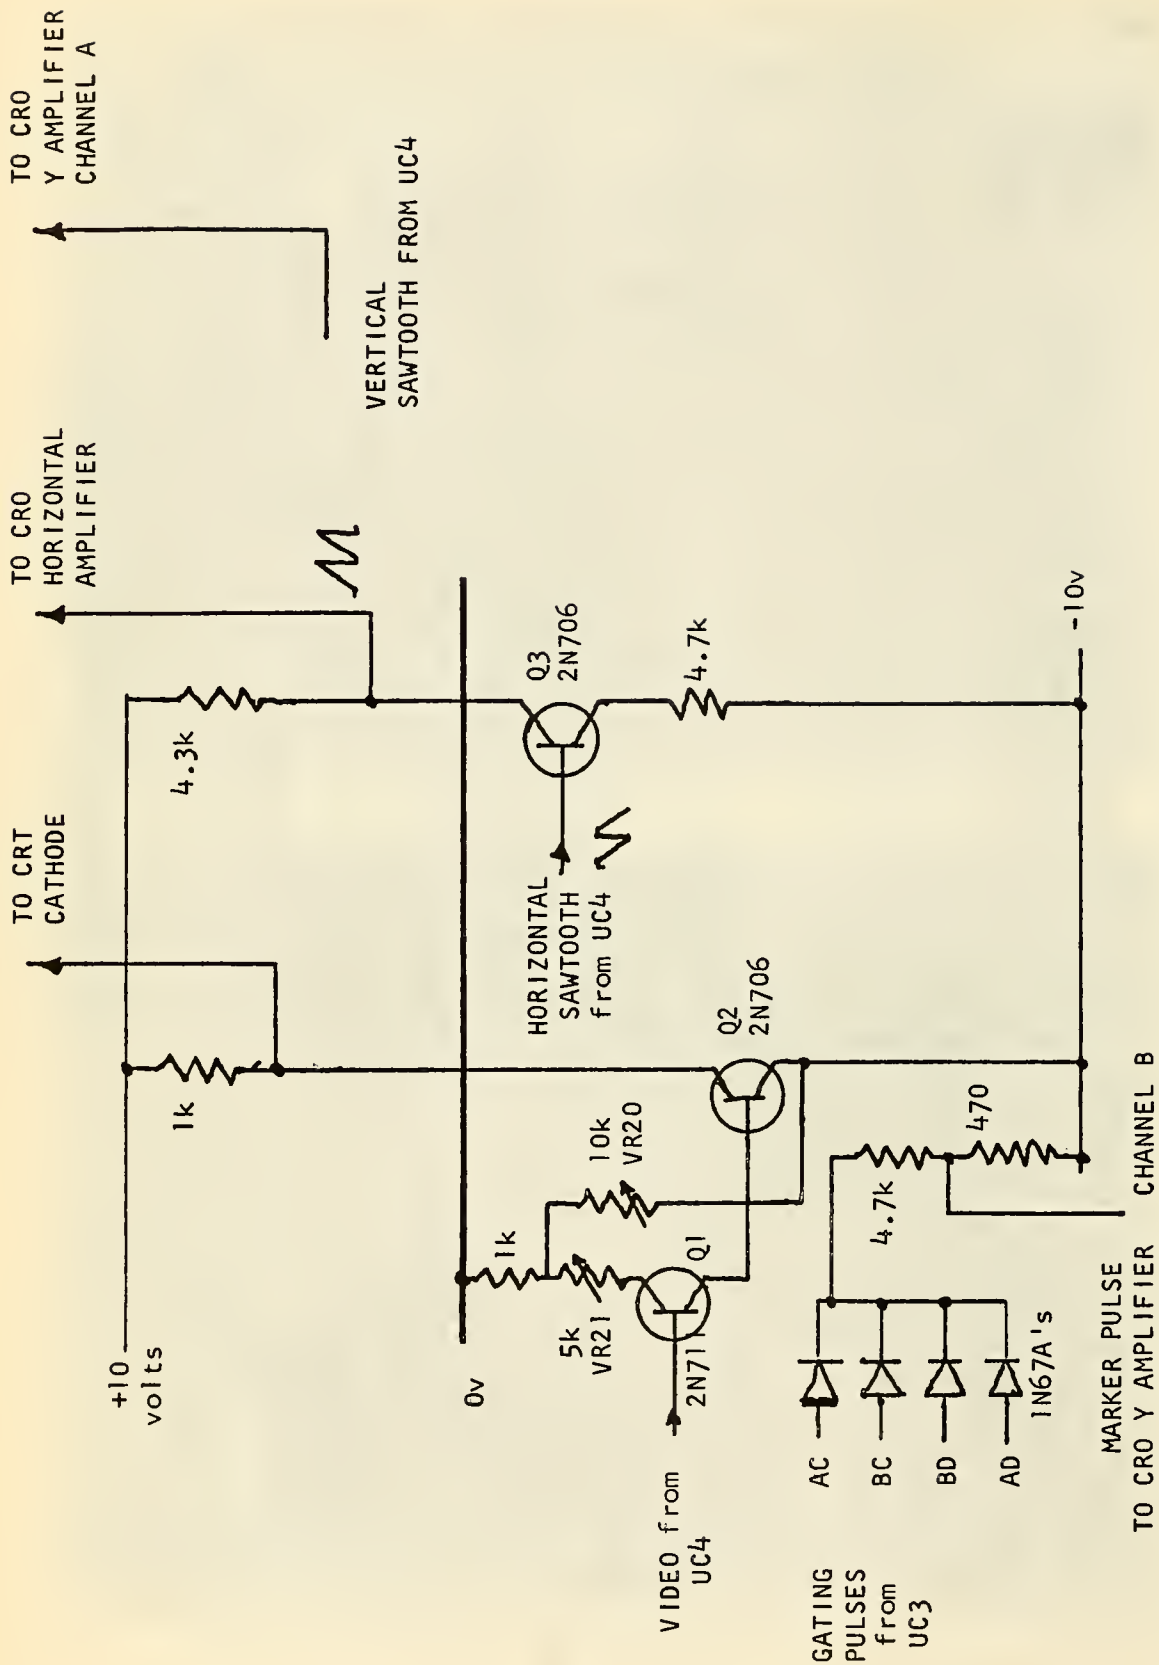 TO CRT
CATHODE
TO CRO
HORIZONTAL
AMPLIFIER
TO CRO
Y AMPLIFIER
CHANNEL A
+10
volts
1k
4.3k
VERTICAL
SAWTOOTH FROM UC4
0v
1k
5k
VR21
10k
VR20
HORIZONTAL
SAWTOOTH
from UC4
Q3
2N706
VIDEO from
UC4
2N711
Q1
Q2
2N706
4.7k
GATING
PULSES
from
UC3
AC
BC
BD
AD
1N67A's
4.7k
470
-10v
MARKER PULSE
TO CRO Y AMPLIFIER CHANNEL B